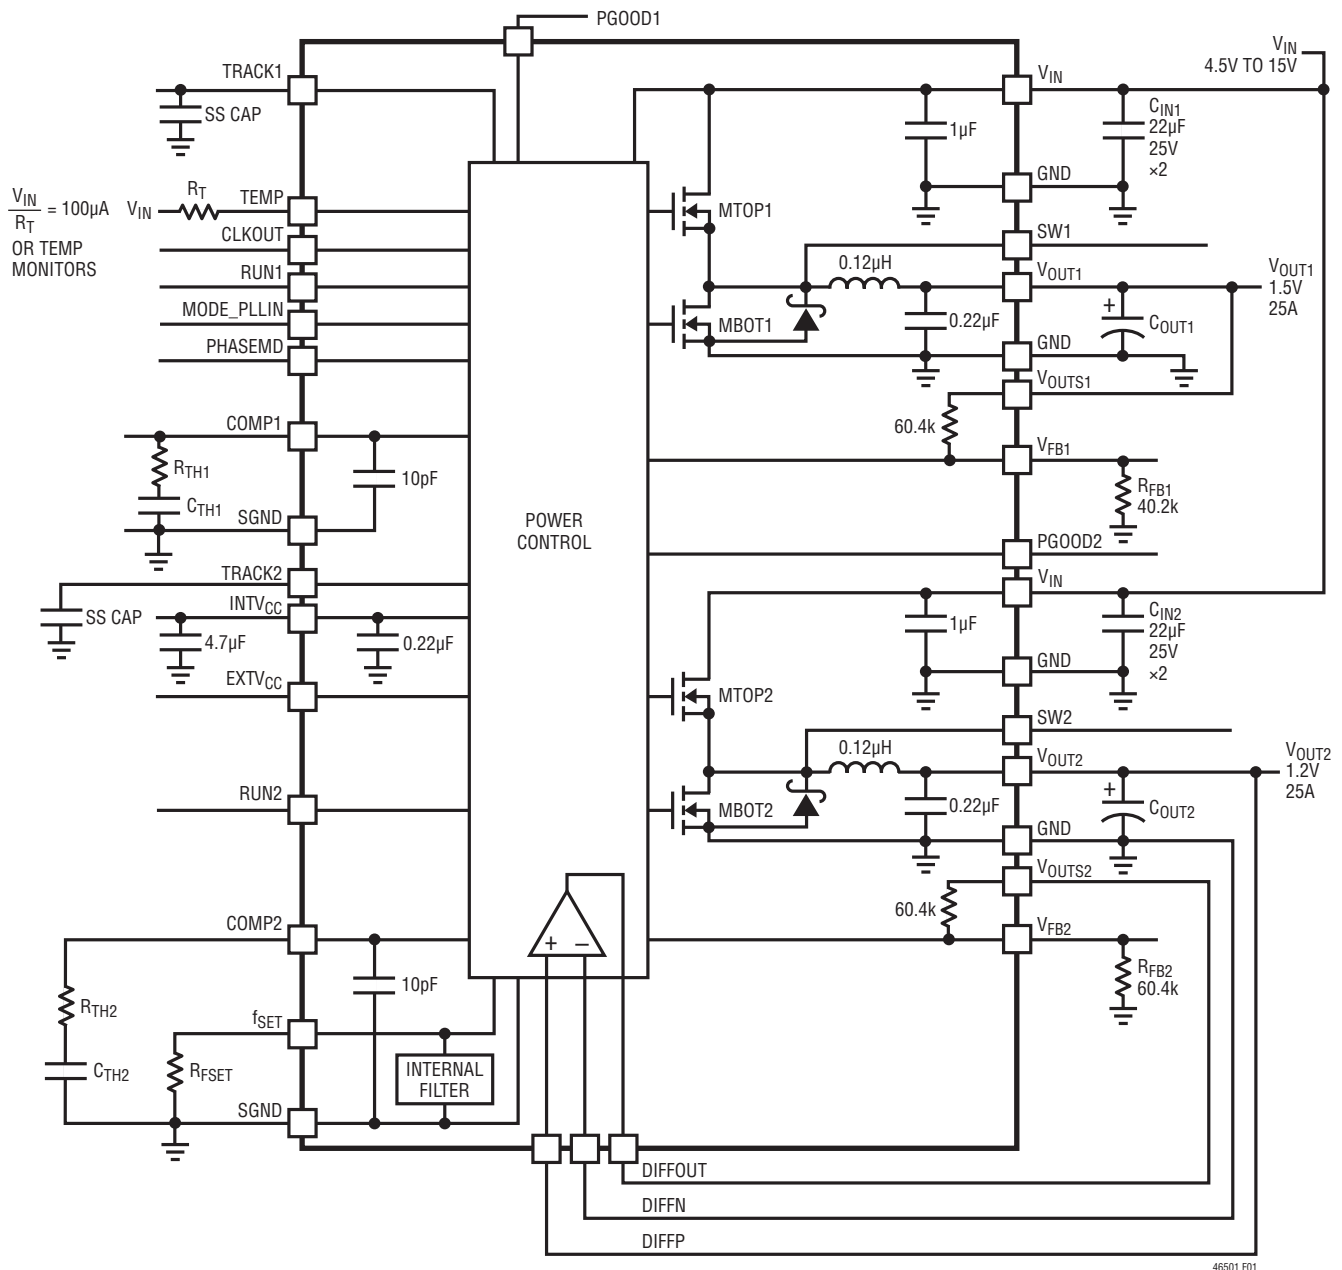 PGOOD1
TRACK1
SS CAP
V_IN
V_IN
4.5V TO 15V
1µF
C_IN1
22µF
25V
×2
GND
V_IN
R_T
= 100µA
OR TEMP
MONITORS
V_IN
R_T
TEMP
CLKOUT
RUN1
MODE_PLLIN
PHASEMD
MTOP1
SW1
0.12µH
V_OUT1
V_OUT1
1.5V
25A
MBOT1
0.22µF
+
C_OUT1
GND
V_OUTS1
60.4k
V_FB1
R_FB1
40.2k
COMP1
R_TH1
C_TH1
10pF
SGND
POWER
CONTROL
PGOOD2
TRACK2
SS CAP
INTV_CC
4.7µF
0.22µF
EXTV_CC
V_IN
1µF
C_IN2
22µF
25V
×2
GND
MTOP2
SW2
0.12µH
V_OUT2
V_OUT2
1.2V
25A
RUN2
MBOT2
0.22µF
+
C_OUT2
GND
V_OUTS2
60.4k
V_FB2
R_FB2
60.4k
COMP2
+ –
10pF
R_TH2
C_TH2
f_SET
R_FSET
INTERNAL
FILTER
SGND
DIFFOUT
DIFFN
DIFFP
46501 F01